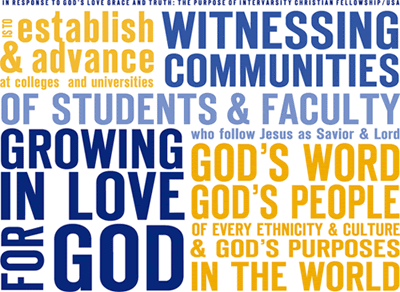 IN RESPONSE TO GOD'S LOVE GRACE AND TRUTH: THE PURPOSE OF INTERVARSITY CHRISTIAN FELLOWSHIP/USA
IS TO
establish
& advance
at colleges and universities
WITNESSING
COMMUNITIES
OF STUDENTS & FACULTY
who follow Jesus as Savior & Lord
GROWING
IN LOVE
FOR
GOD
GOD'S WORD
GOD'S PEOPLE
OF EVERY ETHNICITY & CULTURE
& GOD'S PURPOSES
IN THE WORLD